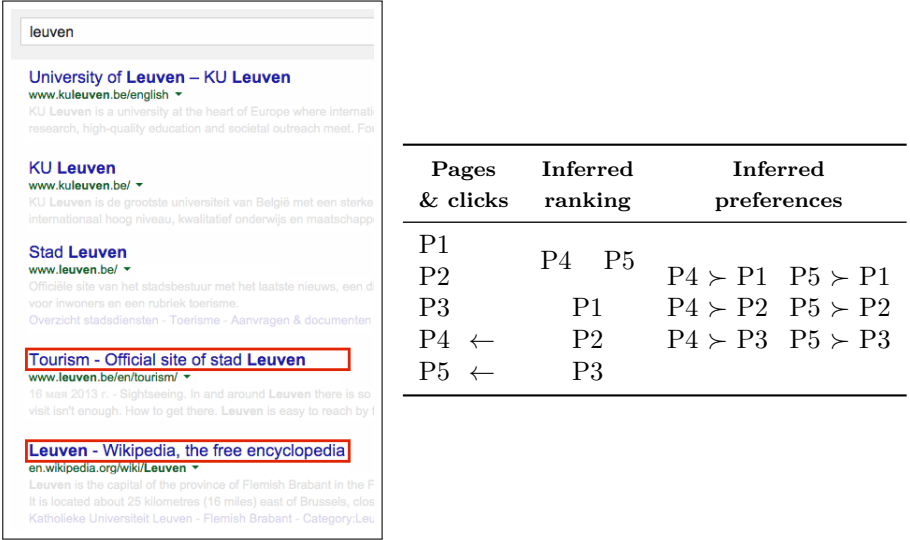 leuven
University of Leuven – KU Leuven
www.kuleuven.be/english
KU Leuven is a university at the heart of Europe where internati
research, high-quality education and societal outreach meet. Fo
KU Leuven
www.kuleuven.be/
KU Leuven is de grootste universiteit van België met een sterke
internationaal hoog niveau, kwalitatief onderwijs en maatschapp
Stad Leuven
www.leuven.be/
Officiële site van het stadsbestuur met het laatste nieuws, een di
voor inwoners en een rubriek toerisme.
Overzicht stadsdiensten - Toerisme - Aanvragen & documenten
Tourism - Official site of stad Leuven
www.leuven.be/en/tourism/
16 мая 2013 г. - Sightseeing. In and around Leuven there is so
visit isn't enough. How to get there. Leuven is easy to reach by t
Leuven - Wikipedia, the free encyclopedia
en.wikipedia.org/wiki/Leuven
Leuven is the capital of the province of Flemish Brabant in the F
It is located about 25 kilometres (16 miles) east of Brussels, clos
Katholieke Universiteit Leuven - Flemish Brabant - Category:Leu
Pages Inferred Inferred
& clicks ranking preferences
P1
P4 P5
P2 P4 ≻ P1 P5 ≻ P1
P3 P1 P4 ≻ P2 P5 ≻ P2
P4 ← P2 P4 ≻ P3 P5 ≻ P3
P5 ← P3